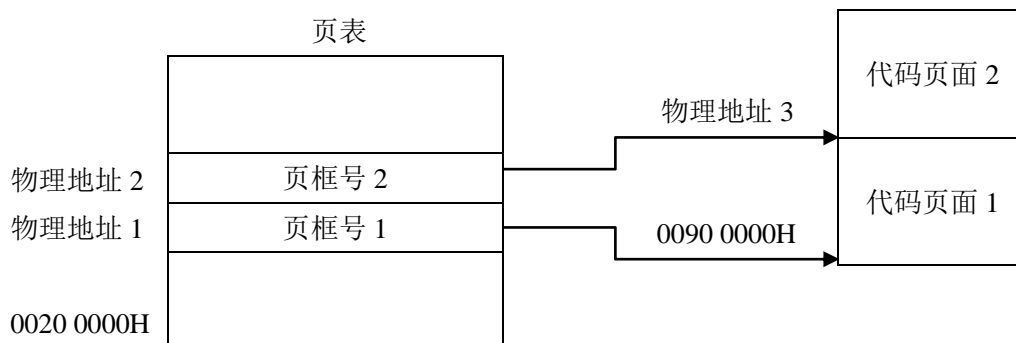 页表
代码页面 2
物理地址 3
物理地址 2
页框号 2
代码页面 1
物理地址 1
页框号 1
0090 0000H
0020 0000H